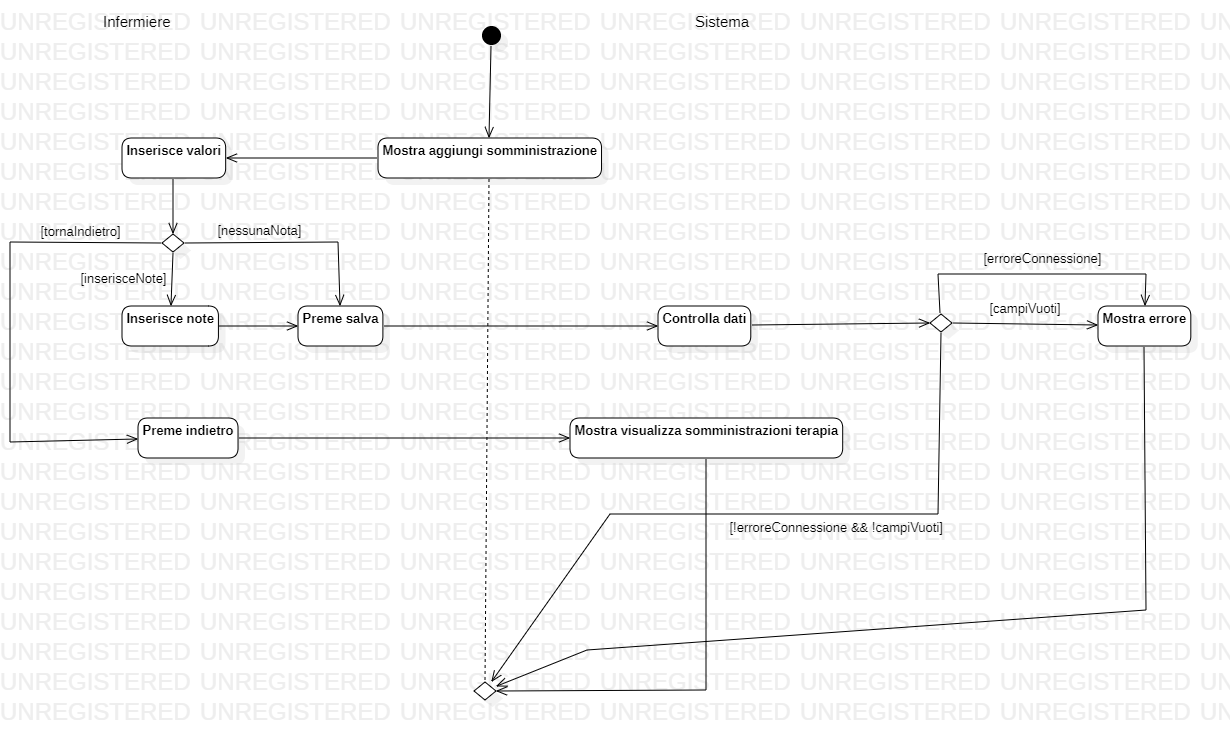 Infermiere
Sistema
Inserisce valori
Mostra aggiungi somministrazione
[tornaIndietro]
[nessunaNota]
[inserisceNote]
[erroreConnessione]
[campiVuoti]
Inserisce note
Preme salva
Controlla dati
Mostra errore
Preme indietro
Mostra visualizza somministrazioni terapia
[!erroreConnessione && !campiVuoti]
UNREGISTERED